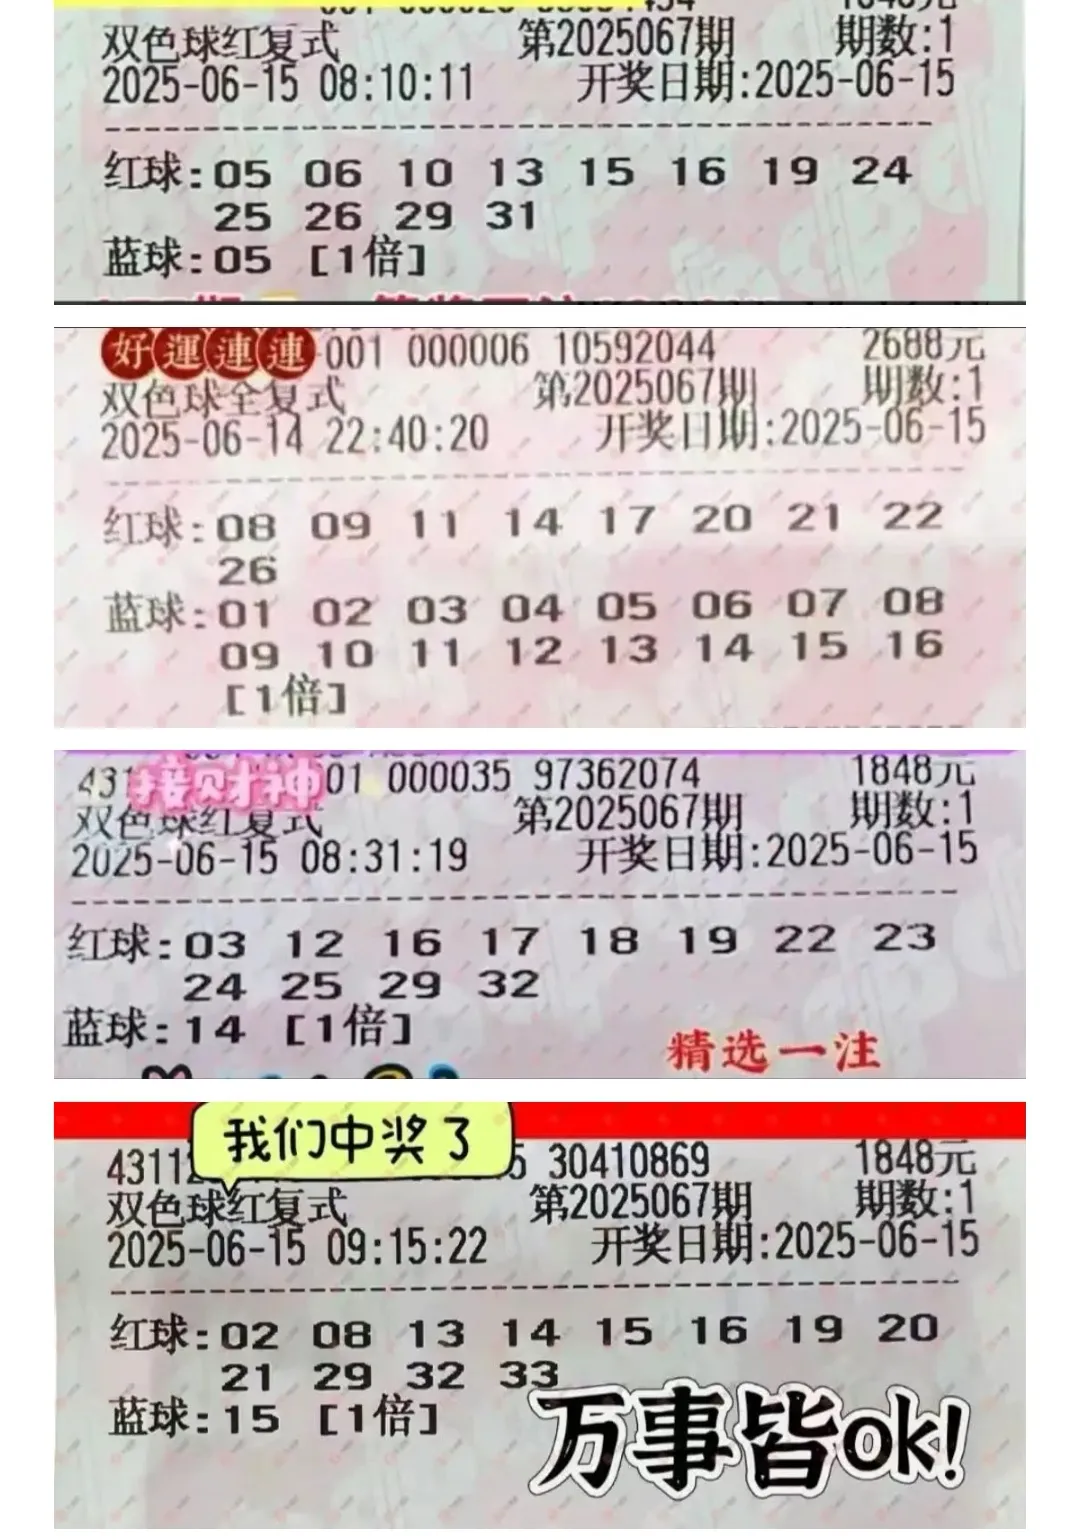 双色球红复式 第2025067期 期数:1
2025-06-15 08:10:11 开奖日期:2025-06-15
红球:05 06 10 13 15 16 19 24
25 26 29 31
蓝球:05 [1倍]
好運連連 001 000006 10592044 2688元
双色球全复式 第2025067期 期数:1
2025-06-14 22:40:20 开奖日期:2025-06-15
红球:08 09 11 14 17 20 21 22
26
蓝球:01 02 03 04 05 06 07 08
09 10 11 12 13 14 15 16
[1倍]
431 接财神 01 000035 97362074 1848元
双色球红复式 第2025067期 期数:1
2025-06-15 08:31:19 开奖日期:2025-06-15
红球:03 12 16 17 18 19 22 23
24 25 29 32
蓝球:14 [1倍]
精选一注
我们中奖了
4311 30410869 1848元
双色球红复式 第2025067期 期数:1
2025-06-15 09:15:22 开奖日期:2025-06-15
红球:02 08 13 14 15 16 19 20
21 29 32 33
蓝球:15 [1倍]
万事皆ok!